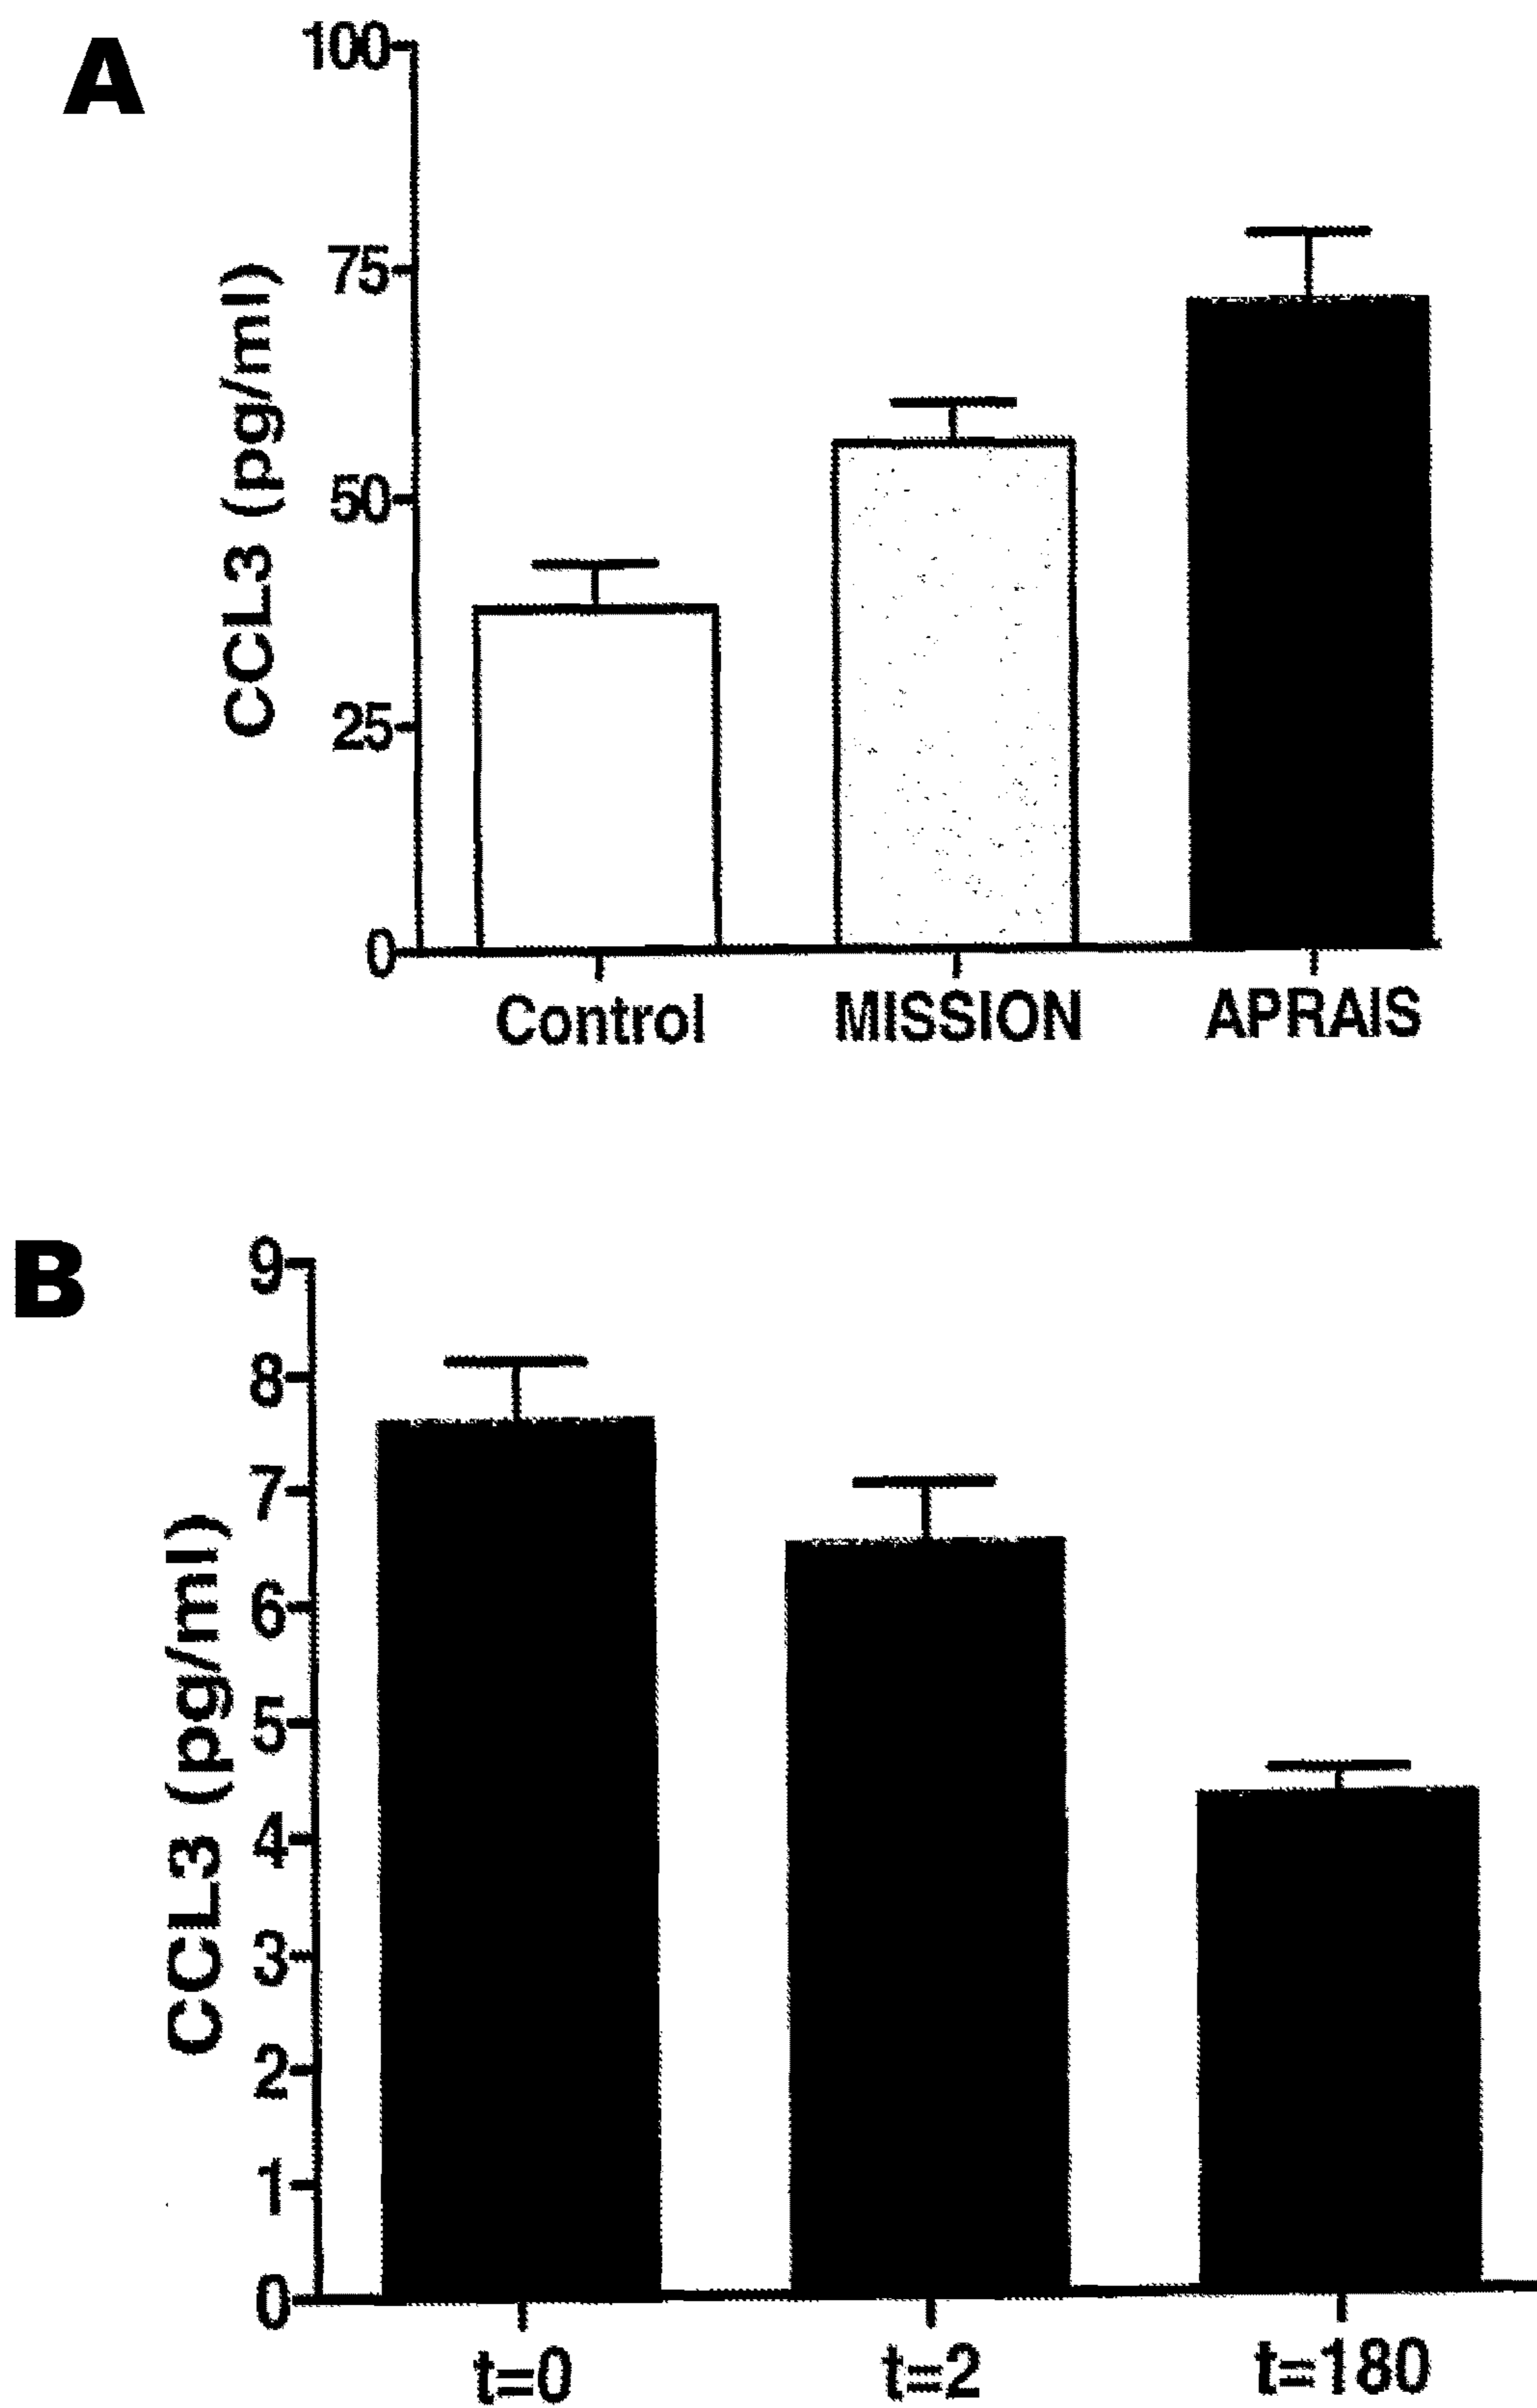 A
100
75
50
25
0
CCL3 (pg/ml)
Control MISSION APRAIS
B
9
8
7
6
5
4
3
2
1
0
CCL3 (pg/ml)
t=0 t=2 t=180